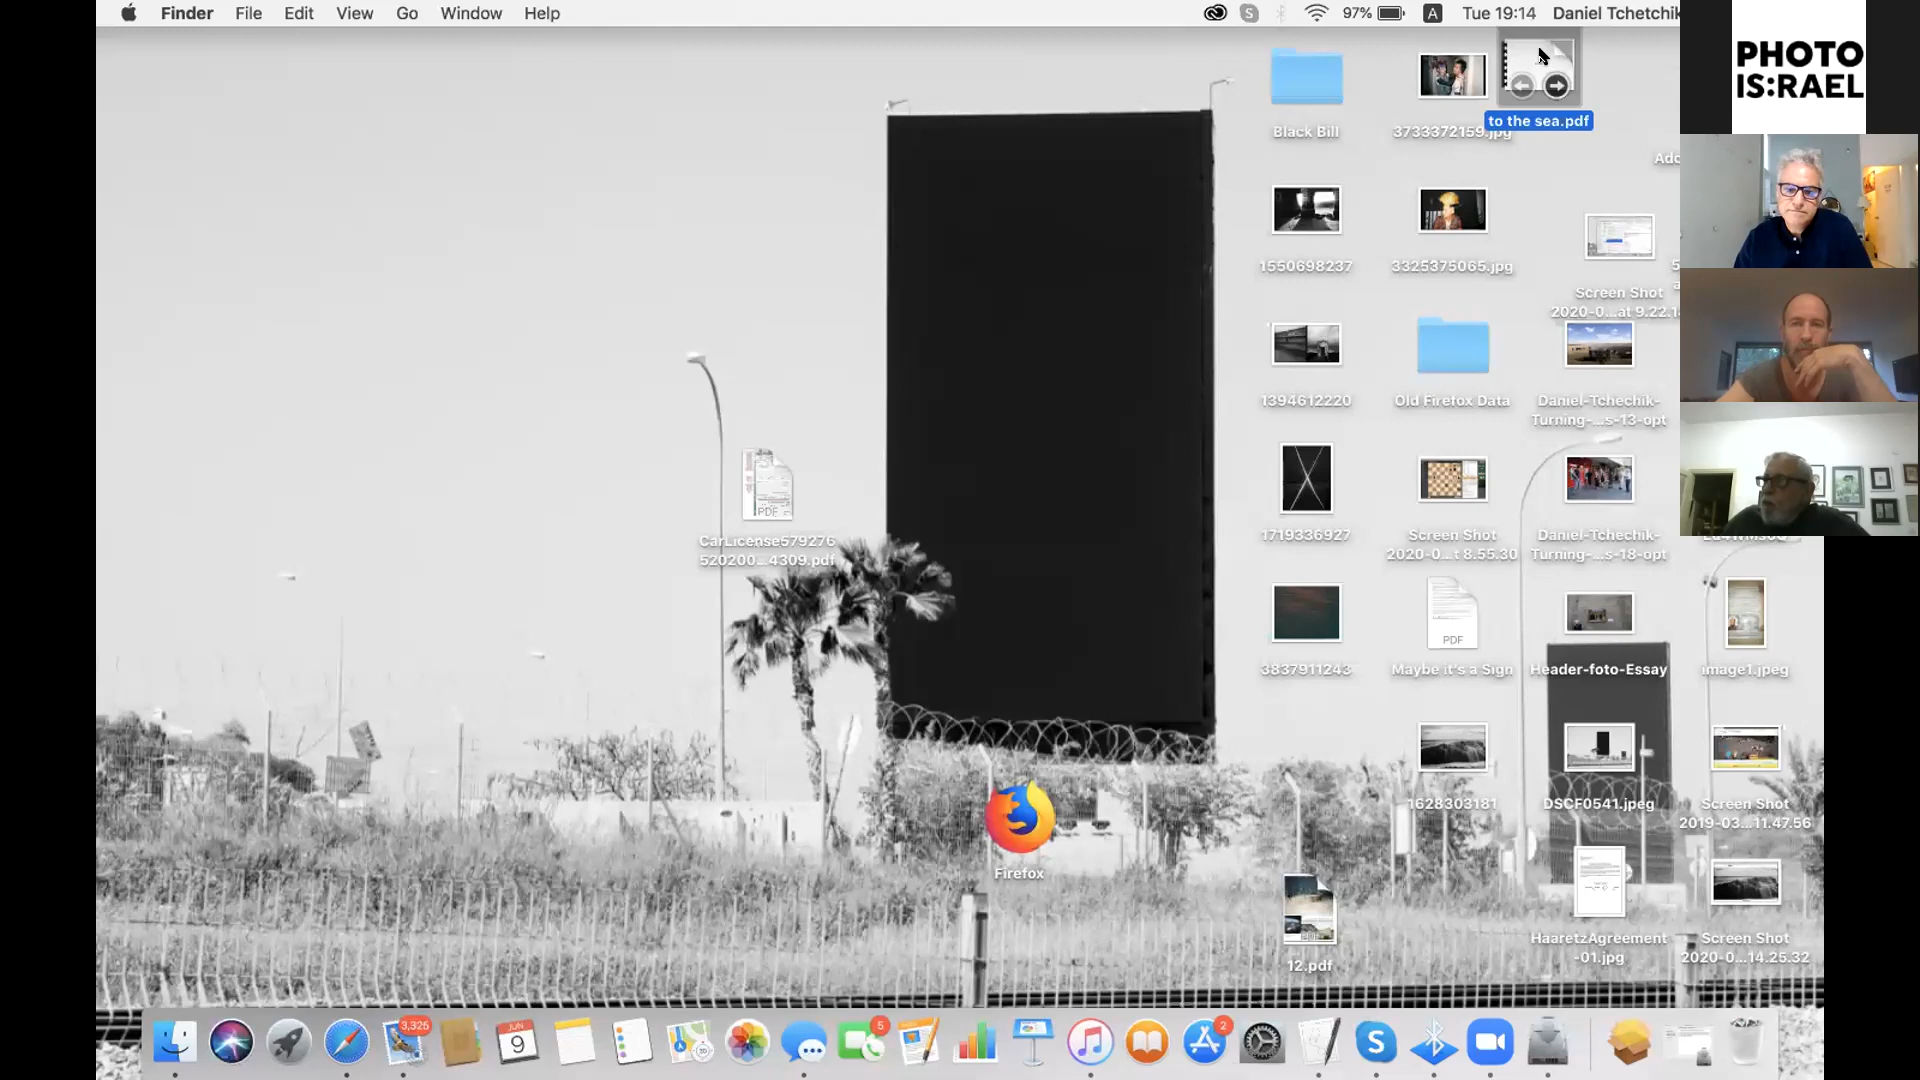 Finder File Edit View Go Window Help
97% A Tue 19:14 Daniel Tchetchik
PHOTO
IS:RAEL
Black Bill
3733372159.jpg
to the sea.pdf
1550698237
3325375065.jpg
Screen Shot
2020-0...at 9.22.1
1394612220
Old Firefox Data
Daniel-Tchechik-
Turning-...s-13-opt
CarLicense579276
520200...4309.pdf
PDF
1719336927
Screen Shot
2020-0...t 8.55.30
Daniel-Tchechik-
Turning-...s-18-opt
3837911243
PDF
Maybe it's a Sign
Header-foto-Essay
image1.jpeg
1628303181
DSCF0541.jpeg
Screen Shot
2019-03...11.47.56
Firefox
12.pdf
HaaretzAgreement
-01.jpg
Screen Shot
2020-0...14.25.32
3,325
JUN
9
5
2